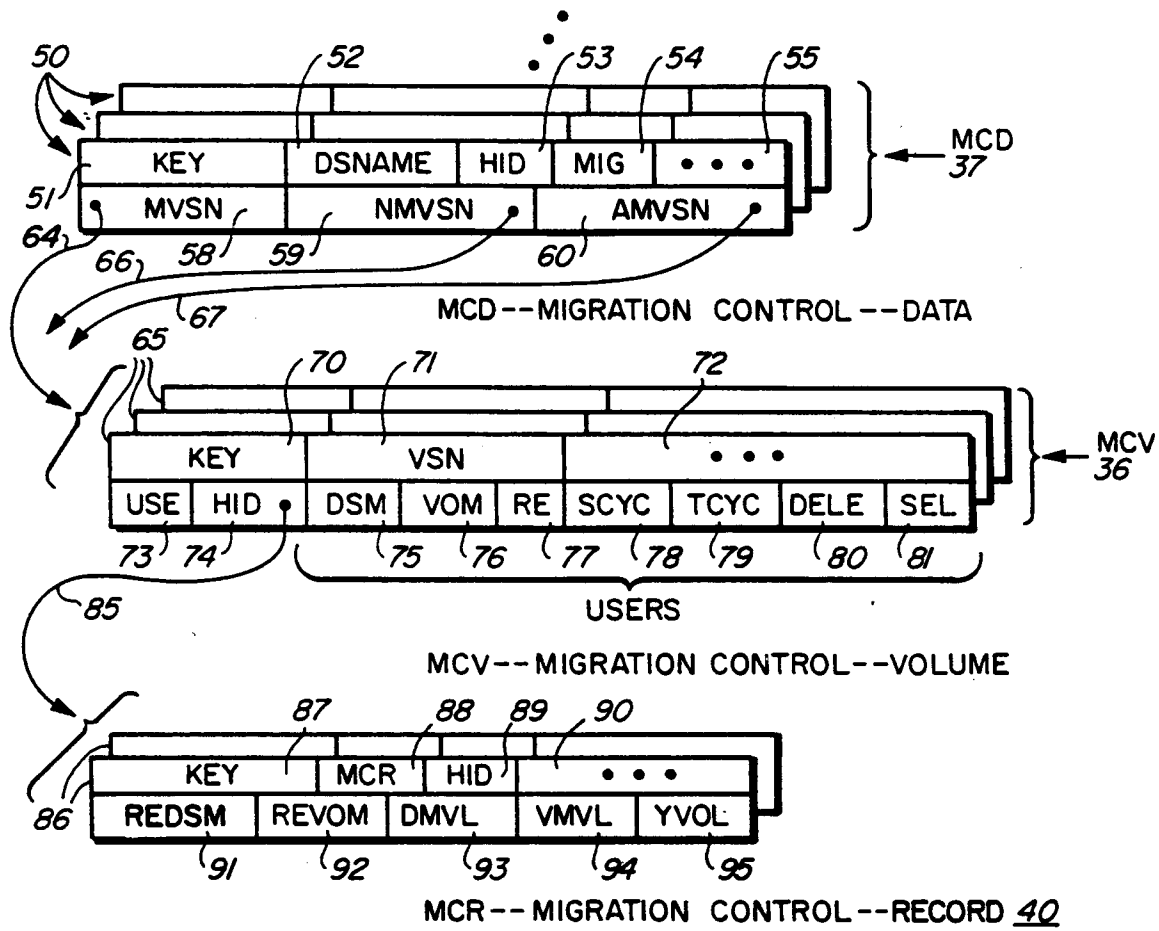 50 52 53 54 55
KEY DSNAME HID MIG • • •
MCD
37
51
MVSN NMVSN AMVSN
64 58 59 60
66
67
MCD--MIGRATION CONTROL--DATA
65 70 71 72
KEY VSN • • •
MCV
36
USE HID DSM VOM RE SCYC TCYC DELE SEL
73 74 75 76 77 78 79 80 81
85
USERS
MCV--MIGRATION CONTROL--VOLUME
87 88 89 90
KEY MCR HID • • •
86
REDSM REVOM DMVL VMVL YVOL
91 92 93 94 95
MCR--MIGRATION CONTROL--RECORD 40